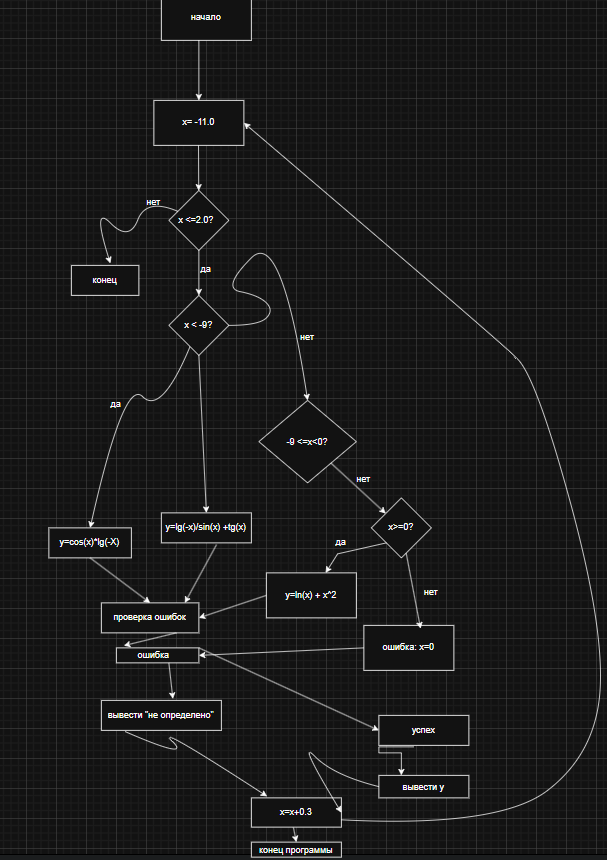 начало
x= -11.0
нет
x <=2.0?
да
конец
x < -9?
нет
да
-9 <=x<0?
нет
x>=0?
y=lg(-x)/sin(x) +tg(x)
y=cos(x)*lg(-X)
да
y=ln(x) + x^2
нет
проверка ошибок
ошибка: x=0
ошибка
вывести "не определено"
успех
вывести y
x=x+0.3
конец программы